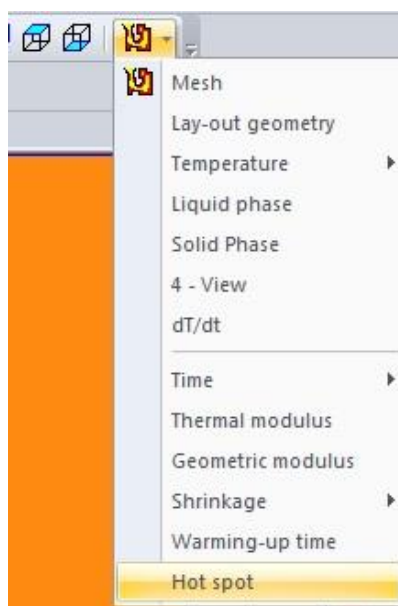 Mesh
Lay-out geometry
Temperature
Liquid phase
Solid Phase
4 - View
dT/dt
Time
Thermal modulus
Geometric modulus
Shrinkage
Warming-up time
Hot spot